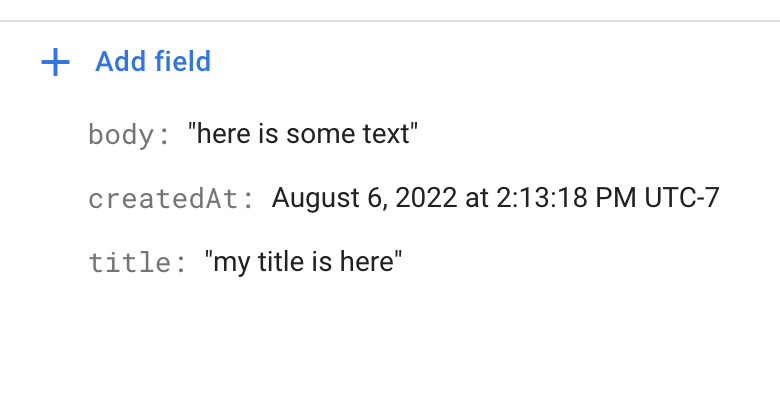 Add field
body: "here is some text"
createdAt: August 6, 2022 at 2:13:18 PM UTC-7
title: "my title is here"